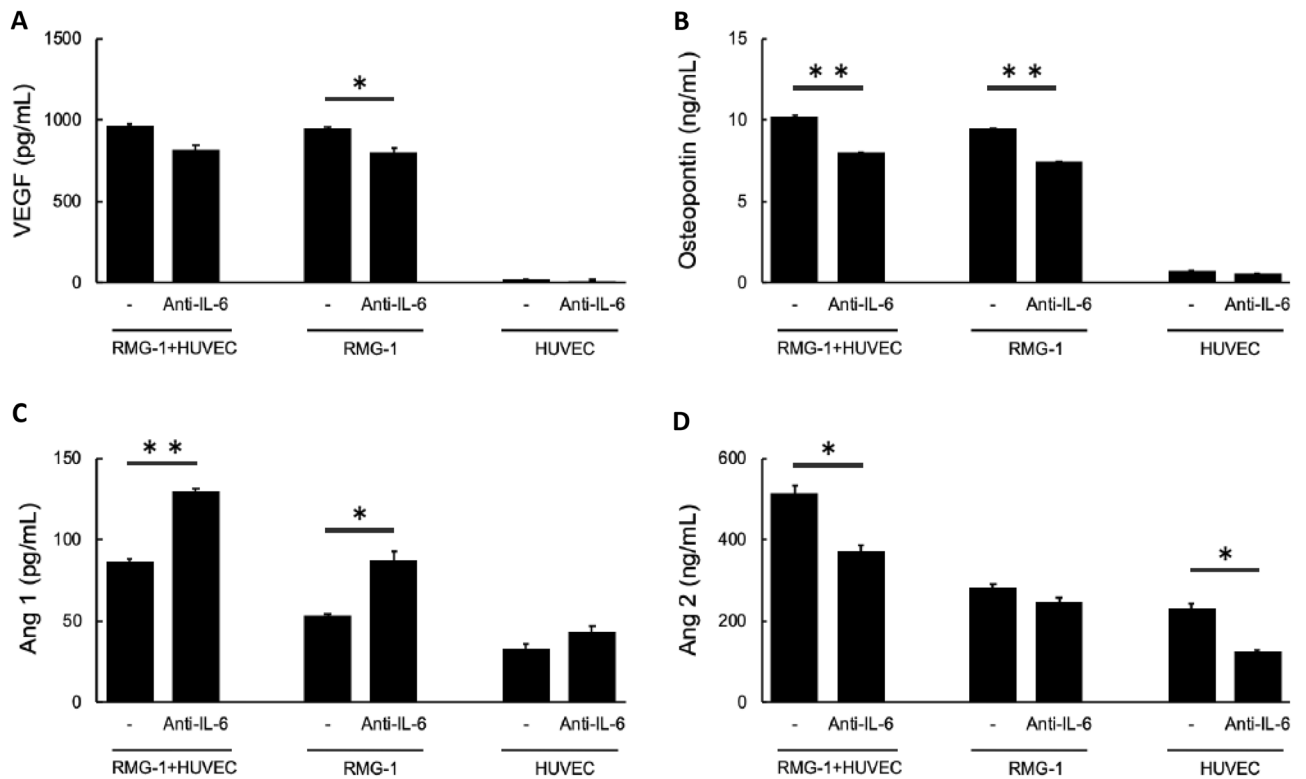 A
VEGF (pg/mL)
1500
1000
500
0
*
- Anti-IL-6 - Anti-IL-6 - Anti-IL-6
RMG-1+HUVEC RMG-1 HUVEC
B
Osteopontin (ng/mL)
15
10
5
0
** **
- Anti-IL-6 - Anti-IL-6 - Anti-IL-6
RMG-1+HUVEC RMG-1 HUVEC
C
Ang 1 (pg/mL)
150
100
50
0
** *
- Anti-IL-6 - Anti-IL-6 - Anti-IL-6
RMG-1+HUVEC RMG-1 HUVEC
D
Ang 2 (ng/mL)
600
400
200
0
* *
- Anti-IL-6 - Anti-IL-6 - Anti-IL-6
RMG-1+HUVEC RMG-1 HUVEC